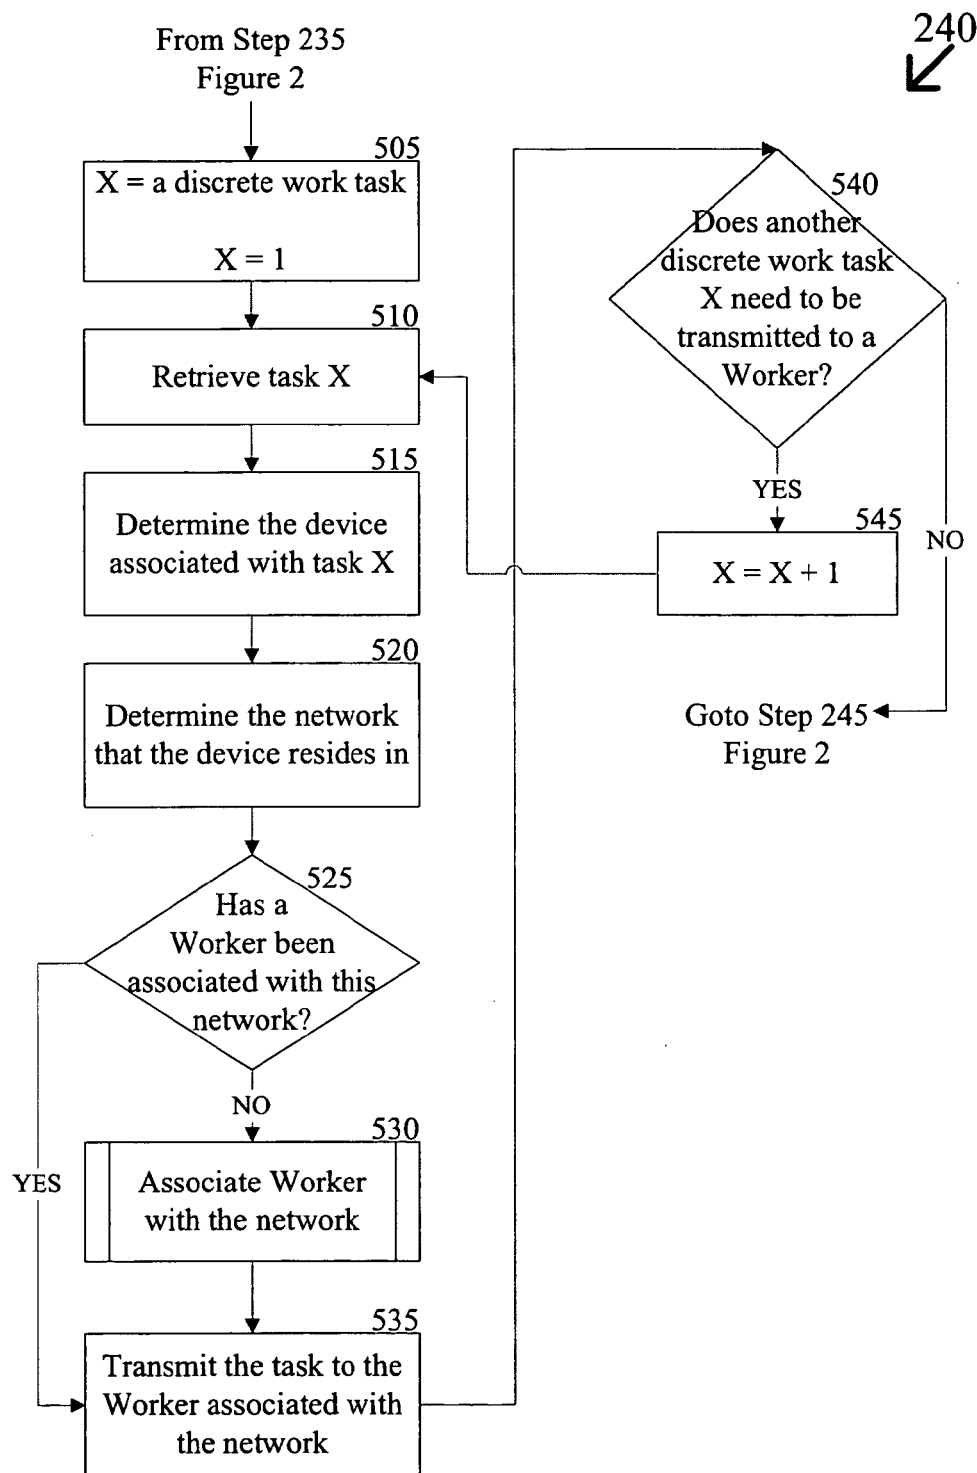 From Step 235
Figure 2
240
505
X = a discrete work task
X = 1
510
Retrieve task X
515
Determine the device
associated with task X
520
Determine the network
that the device resides in
525
Has a
Worker been
associated with this
network?
NO
YES
530
Associate Worker
with the network
535
Transmit the task to the
Worker associated with
the network
540
Does another
discrete work task
X need to be
transmitted to a
Worker?
YES
NO
545
X = X + 1
Goto Step 245
Figure 2